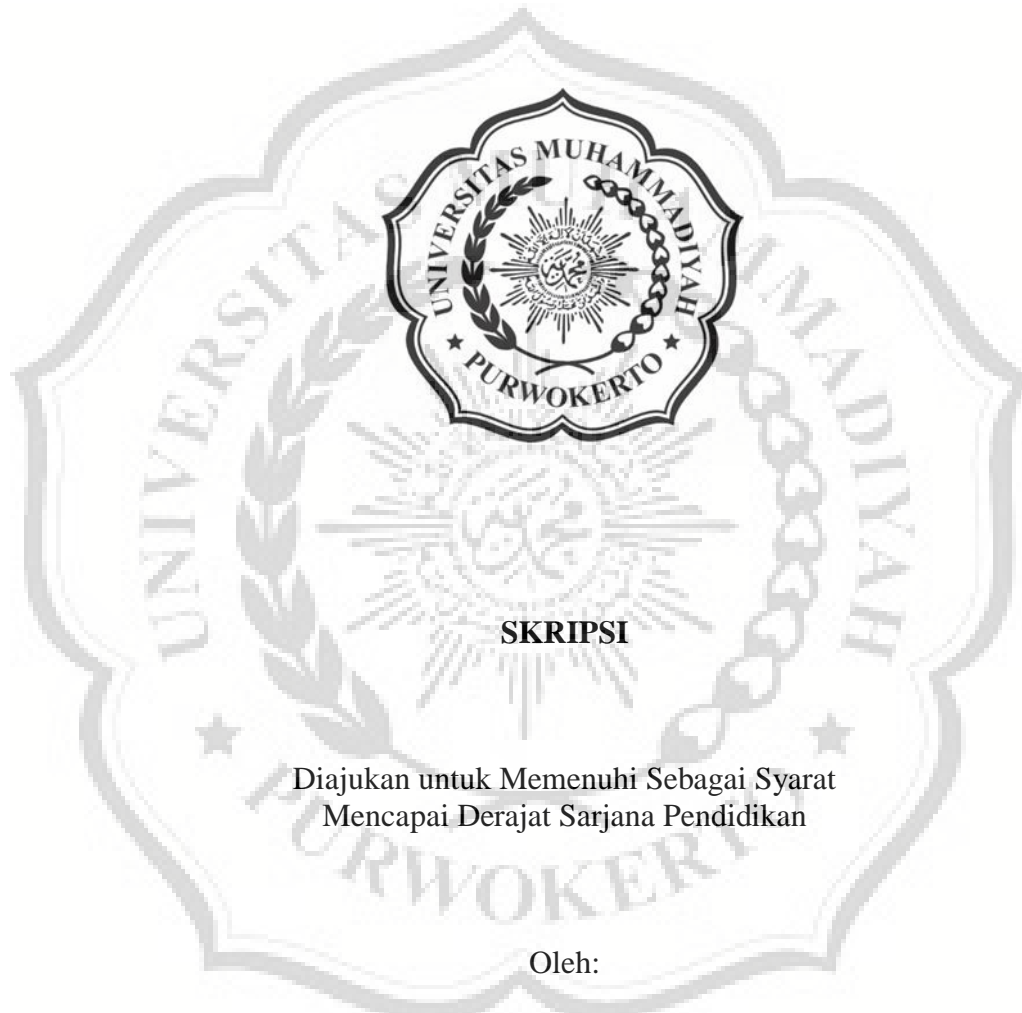 UNIVERSITAS MUHAMMADIYAH
PURWOKERTO
SKRIPSI
Diajukan untuk Memenuhi Sebagai Syarat
Mencapai Derajat Sarjana Pendidikan
Oleh: